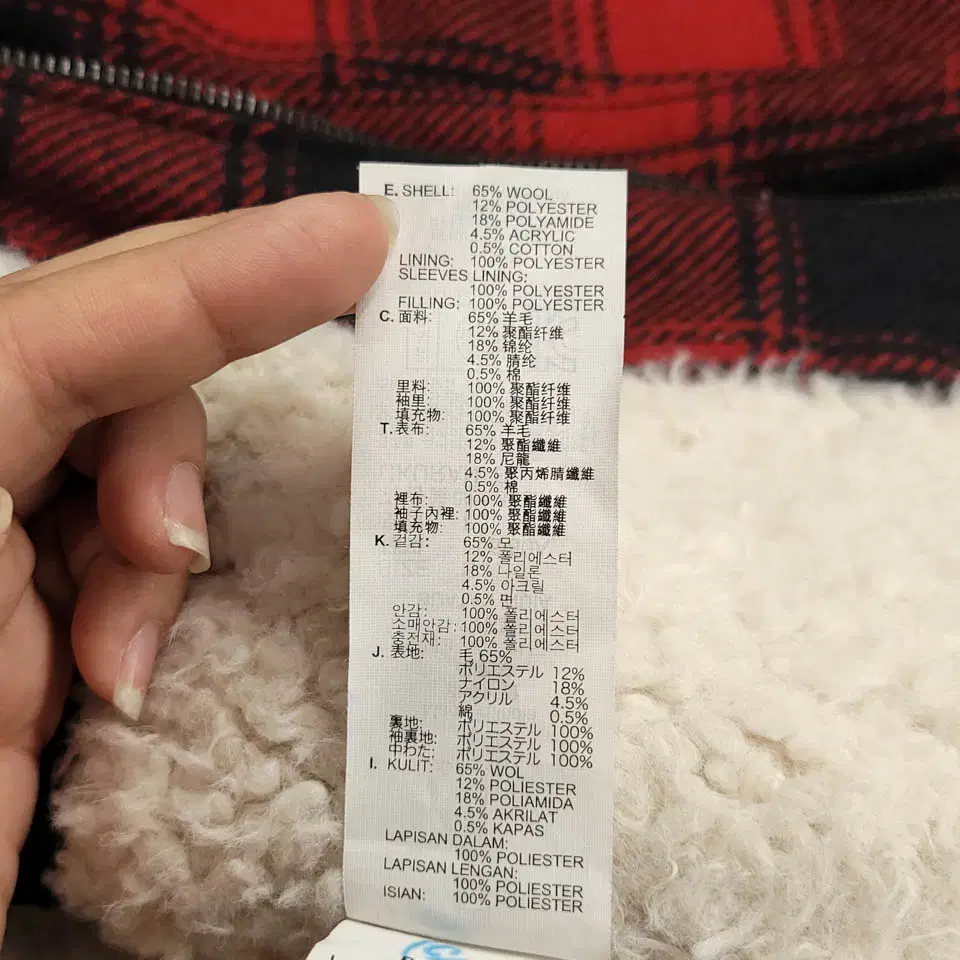 E. SHELL: 65% WOOL
12% POLYESTER
18% POLYAMIDE
4.5% ACRYLIC
0.5% COTTON
LINING: 100% POLYESTER
SLEEVES LINING:
100% POLYESTER
FILLING: 100% POLYESTER
C. 面料: 65% 羊毛
12% 聚酯纤维
18% 锦纶
4.5% 腈纶
0.5% 棉
里料: 100% 聚酯纤维
袖里: 100% 聚酯纤维
填充物: 100% 聚酯纤维
T. 表布: 65% 羊毛
12% 聚酯纖維
18% 尼龍
4.5% 聚丙烯腈纖維
0.5% 棉
裡布: 100% 聚酯纖維
袖子內裡: 100% 聚酯纖維
填充物: 100% 聚酯纖維
K. 겉감: 65% 모
12% 폴리에스터
18% 나일론
4.5% 아크릴
0.5% 면
안감: 100% 폴리에스터
소매안감: 100% 폴리에스터
충전재: 100% 폴리에스터
J. 表地: 毛 65%
ポリエステル 12%
ナイロン 18%
アクリル 4.5%
綿 0.5%
裏地: ポリエステル 100%
袖裏地: ポリエステル 100%
中わた: ポリエステル 100%
I. KULIT: 65% WOL
12% POLIESTER
18% POLIAMIDA
4.5% AKRILAT
0.5% KAPAS
LAPISAN DALAM:
100% POLIESTER
LAPISAN LENGAN:
100% POLIESTER
ISIAN: 100% POLIESTER